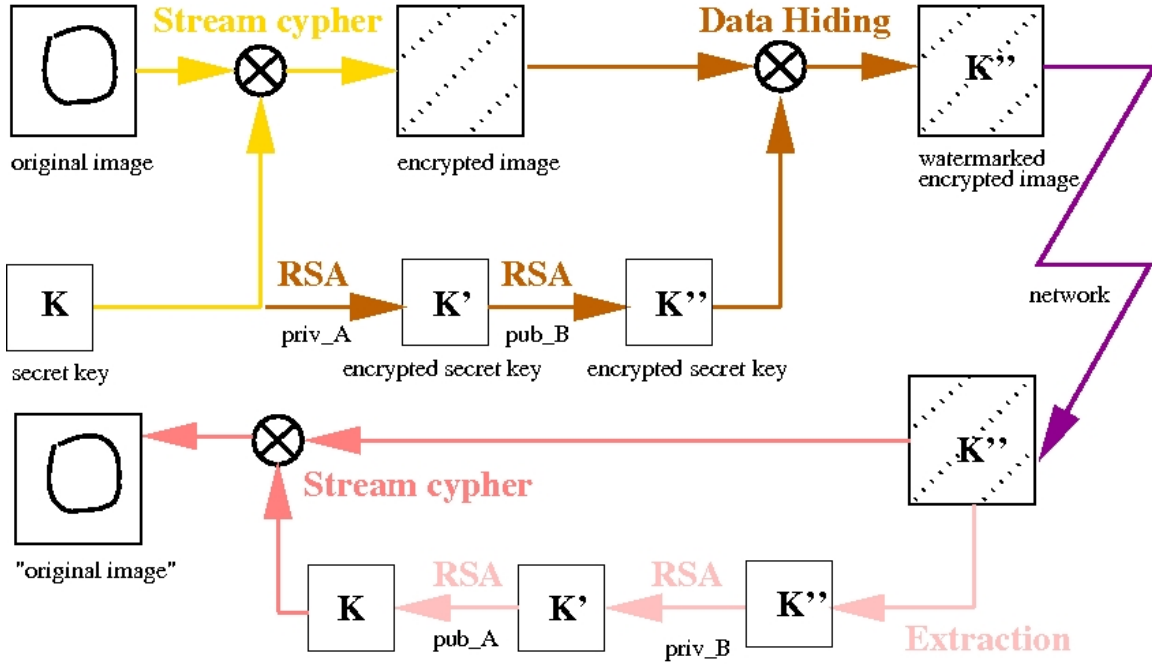 Stream cypher
Data Hiding
K’’
original image
encrypted image
watermarked
encrypted image
K
RSA
K’
RSA
K’’
network
priv_A
pub_B
secret key
encrypted secret key
encrypted secret key
K’’
Stream cypher
"original image"
K
RSA
K’
RSA
K’’
pub_A
priv_B
Extraction